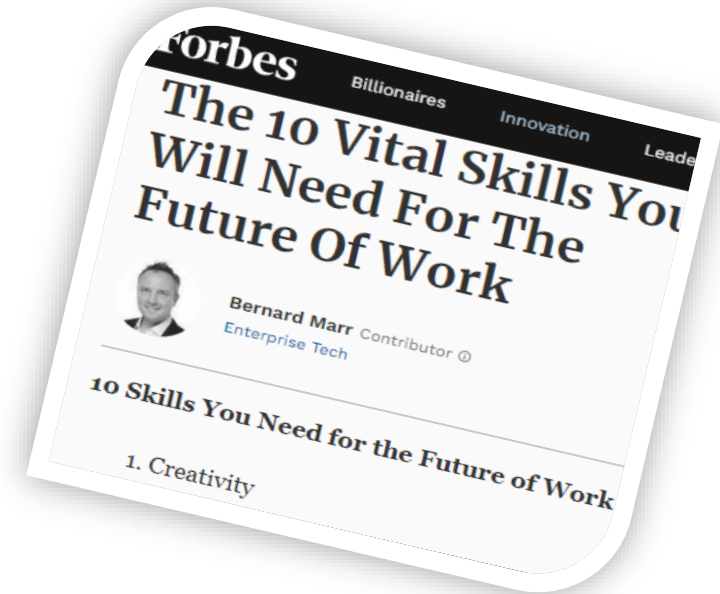 Forbes
Billionaires Innovation Leade
The 10 Vital Skills You
Will Need For The
Future Of Work
Bernard Marr Contributor
Enterprise Tech
10 Skills You Need for the Future of Work
1. Creativity